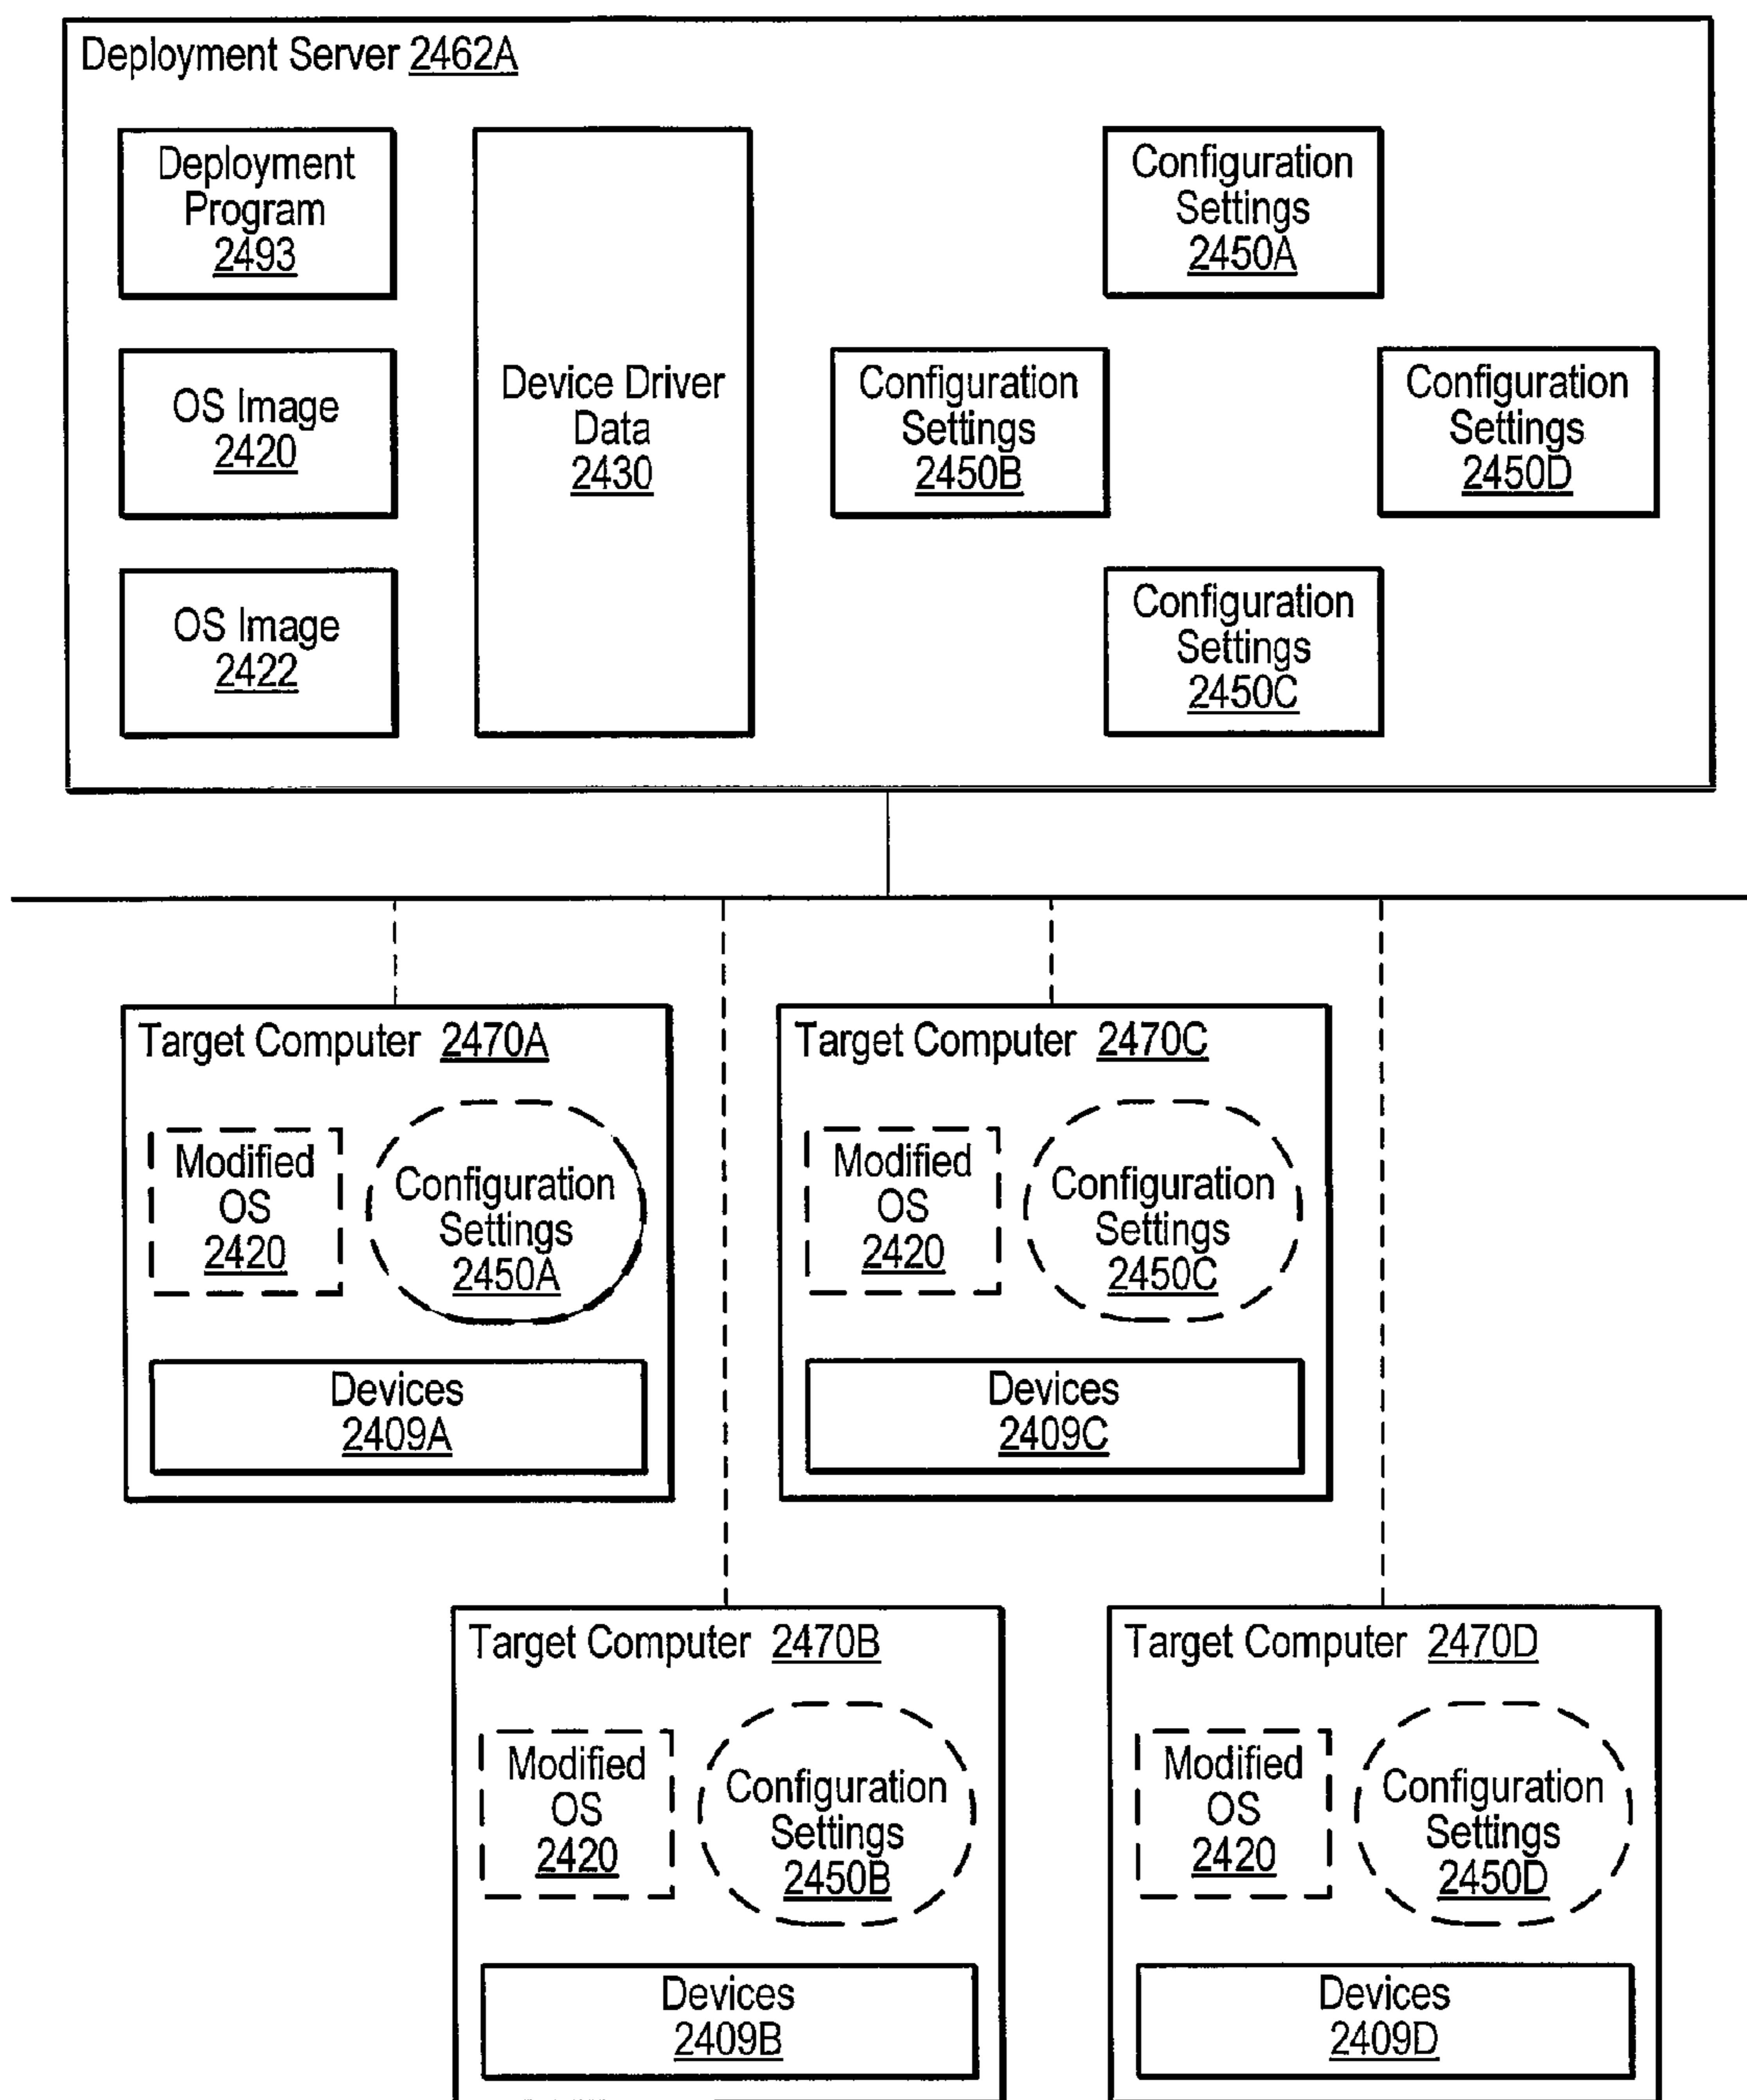 Deployment Server 2462A
Deployment
Program
2493
OS Image
2420
OS Image
2422
Device Driver
Data
2430
Configuration
Settings
2450A
Configuration
Settings
2450B
Configuration
Settings
2450D
Configuration
Settings
2450C
Target Computer 2470A
Modified
OS
2420
Configuration
Settings
2450A
Devices
2409A
Target Computer 2470C
Modified
OS
2420
Configuration
Settings
2450C
Devices
2409C
Target Computer 2470B
Modified
OS
2420
Configuration
Settings
2450B
Devices
2409B
Target Computer 2470D
Modified
OS
2420
Configuration
Settings
2450D
Devices
2409D